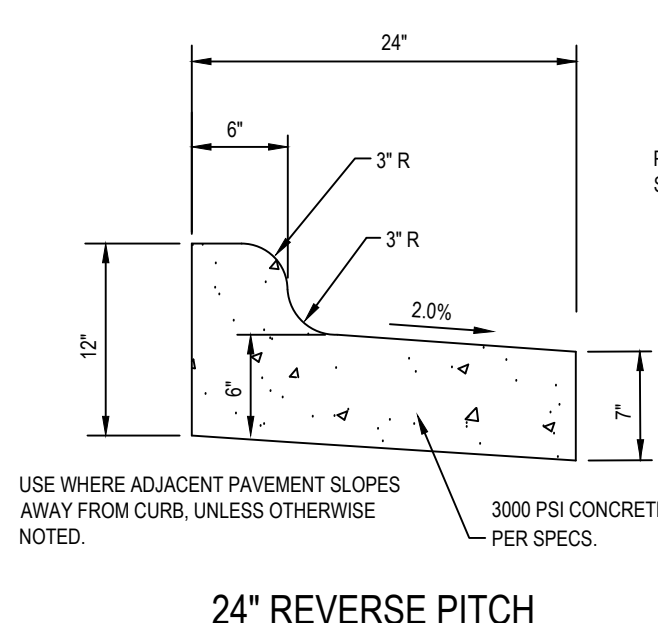 24"
6"
3" R
3" R
2.0%
12"
6"
7"
USE WHERE ADJACENT PAVEMENT SLOPES
AWAY FROM CURB, UNLESS OTHERWISE
NOTED.
3000 PSI CONCRET
PER SPECS.
24" REVERSE PITCH